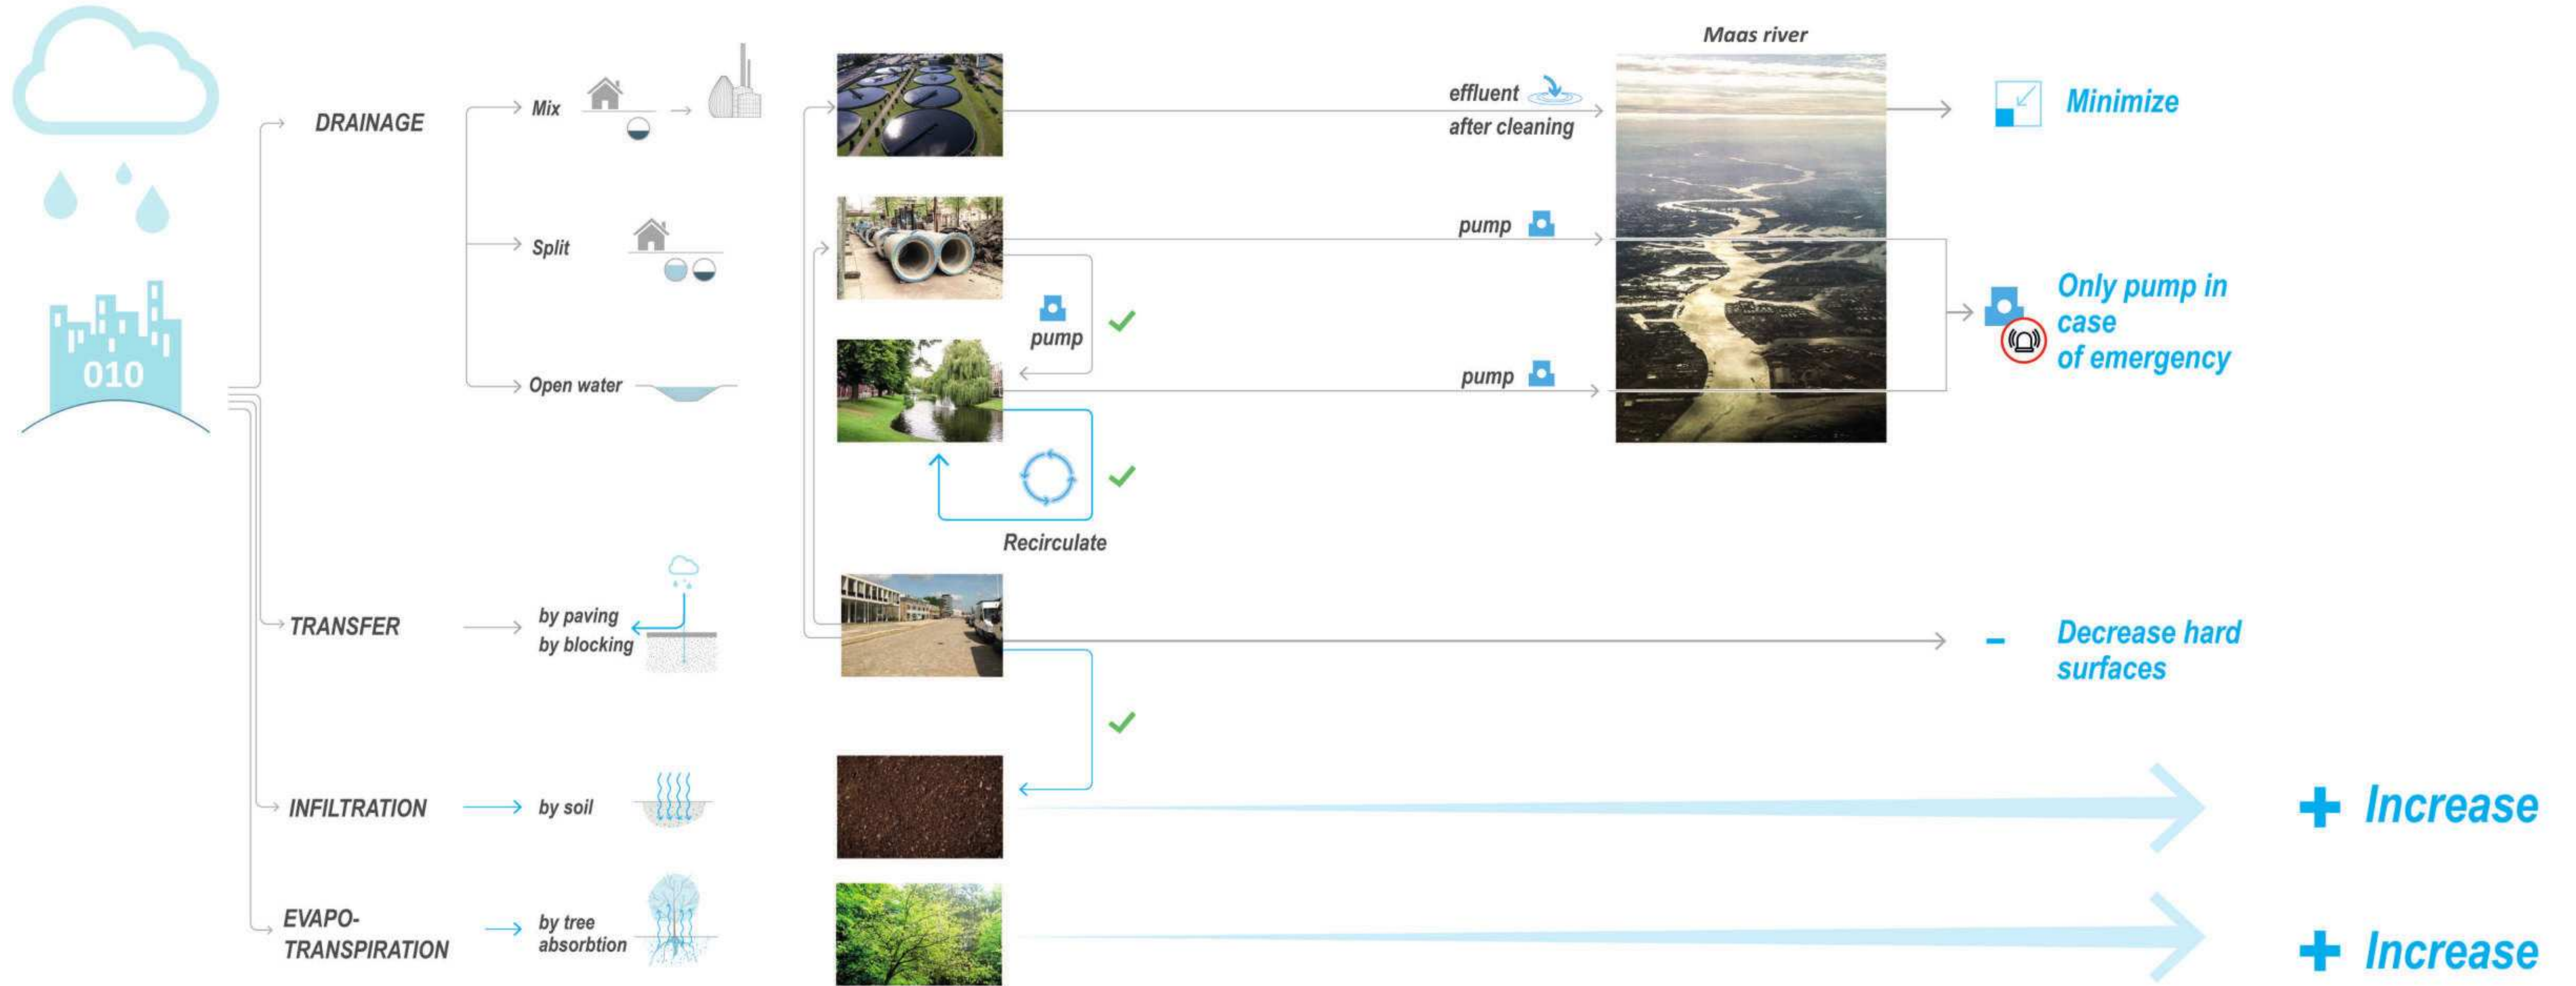 Maas river
effluent
after cleaning
Minimize
DRAINAGE
Mix
Split
pump
pump
Only pump in
case
of emergency
010
Open water
pump
Recirculate
TRANSFER
by paving
by blocking
Decrease hard
surfaces
-
INFILTRATION
by soil
+ Increase
EVAPO-
TRANSPIRATION
by tree
absorbtion
+ Increase